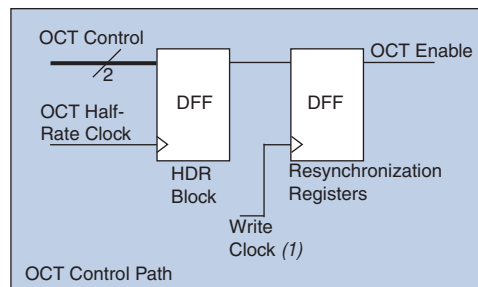 OCT Control
2
OCT Half-
Rate Clock
DFF
HDR
Block
DFF
OCT Enable
Resynchronization
Registers
Write
Clock (1)
OCT Control Path